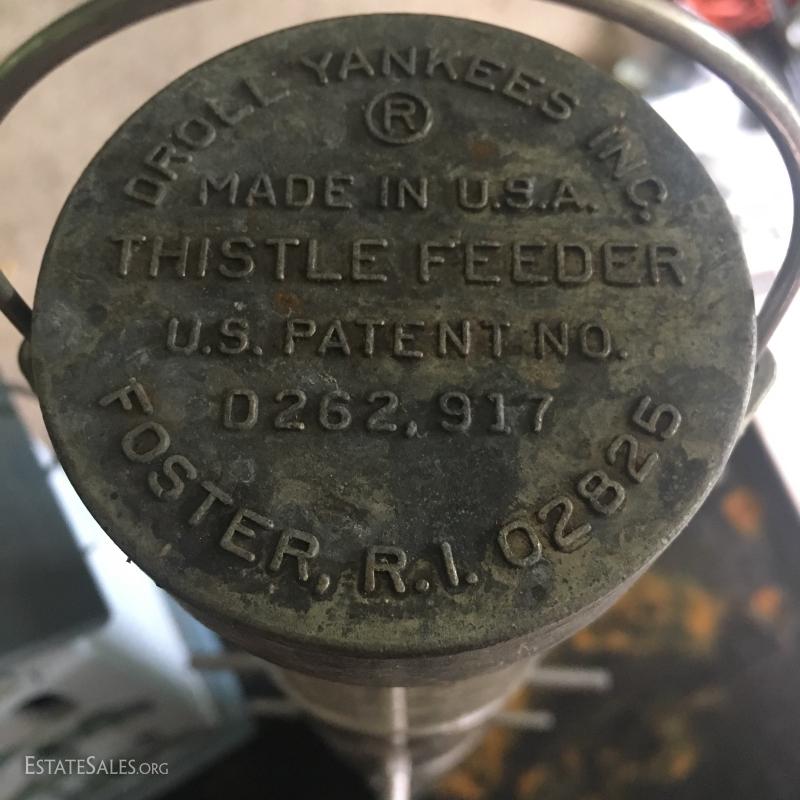 DROLL YANKEES INC.
®
MADE IN U.S.A.
THISTLE FEEDER
U.S. PATENT NO.
D262,917
FOSTER, R.I. 02825
ESTATESALES.ORG